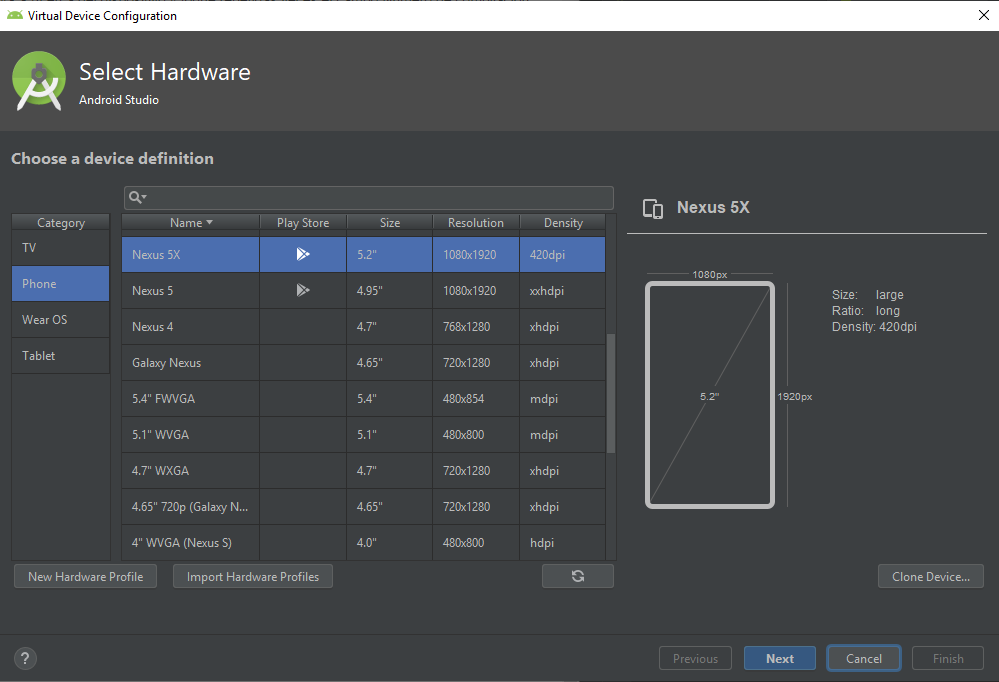 Virtual Device Configuration
Select Hardware
Android Studio
Choose a device definition
Category
TV
Phone
Wear OS
Tablet
Name Play Store Size Resolution Density
Nexus 5X 5.2" 1080x1920 420dpi
Nexus 5 4.95" 1080x1920 xxhdpi
Nexus 4 4.7" 768x1280 xhdpi
Galaxy Nexus 4.65" 720x1280 xhdpi
5.4" FWVGA 5.4" 480x854 mdpi
5.1" WVGA 5.1" 480x800 mdpi
4.7" WXGA 4.7" 720x1280 xhdpi
4.65" 720p (Galaxy N... 4.65" 720x1280 xhdpi
4" WVGA (Nexus S) 4.0" 480x800 hdpi
Nexus 5X
1080px
5.2"
1920px
Size: large
Ratio: long
Density: 420dpi
New Hardware Profile Import Hardware Profiles Clone Device...
? Previous Next Cancel Finish